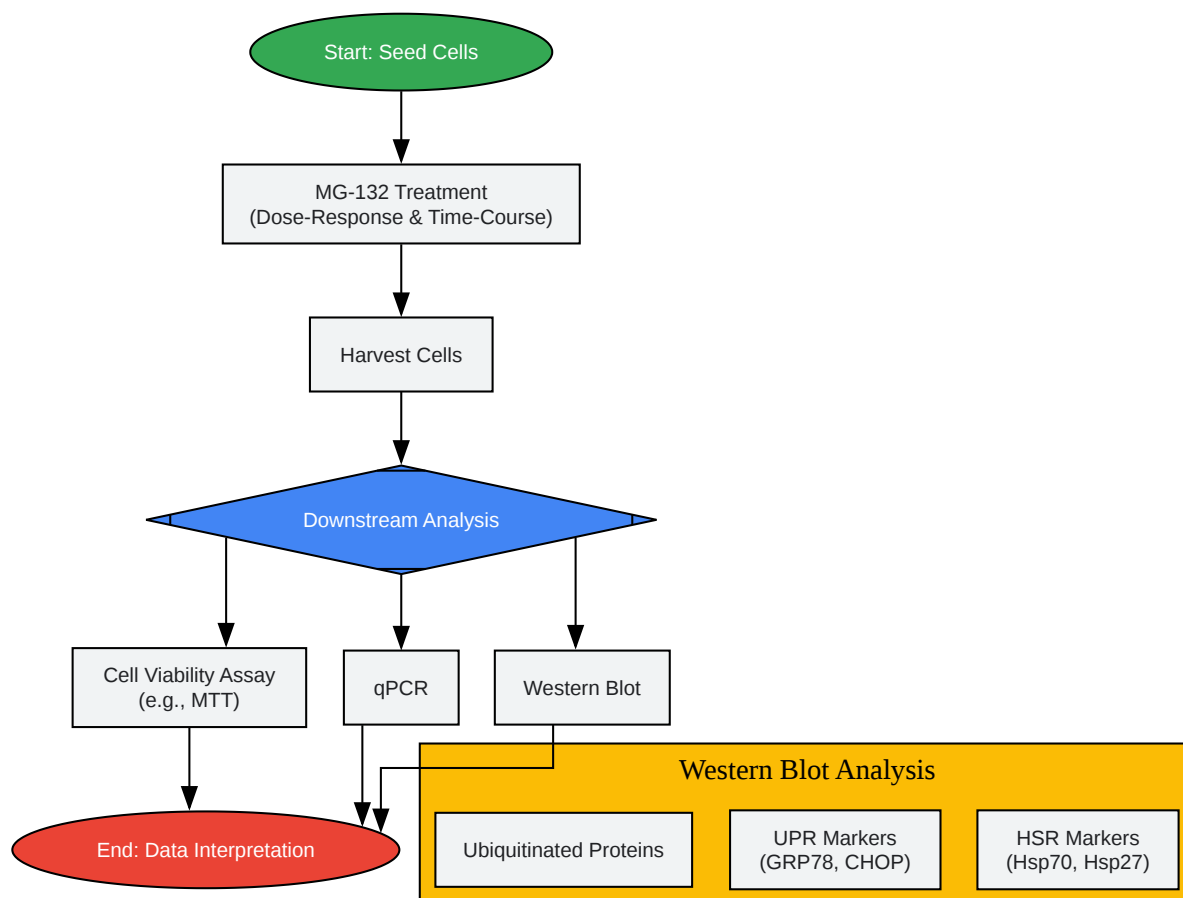 Start: Seed Cells
MG-132 Treatment
(Dose-Response & Time-Course)
Harvest Cells
Downstream Analysis
Cell Viability Assay
(e.g., MTT)
qPCR
Western Blot
Western Blot Analysis
End: Data Interpretation
Ubiquitinated Proteins
UPR Markers
(GRP78, CHOP)
HSR Markers
(Hsp70, Hsp27)